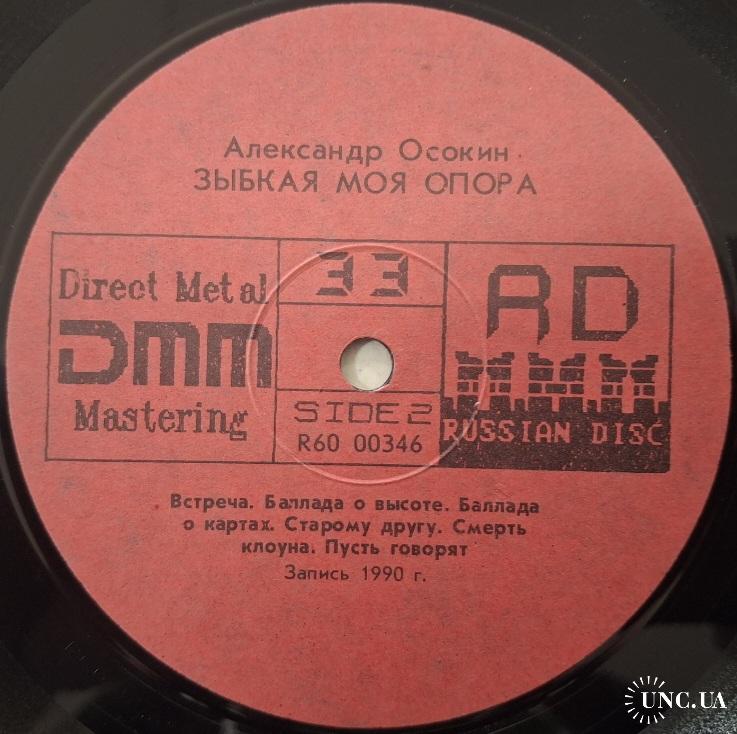 Александр Осокин
ЗЫБКАЯ МОЯ ОПОРА
Direct Metal
DMM
Mastering
33
SIDE 2
R60 00346
RD
RUSSIAN DISC
Встреча. Баллада о высоте. Баллада
о картах. Старому другу. Смерть
клоуна. Пусть говорят
Запись 1990 г.
UNC.UA